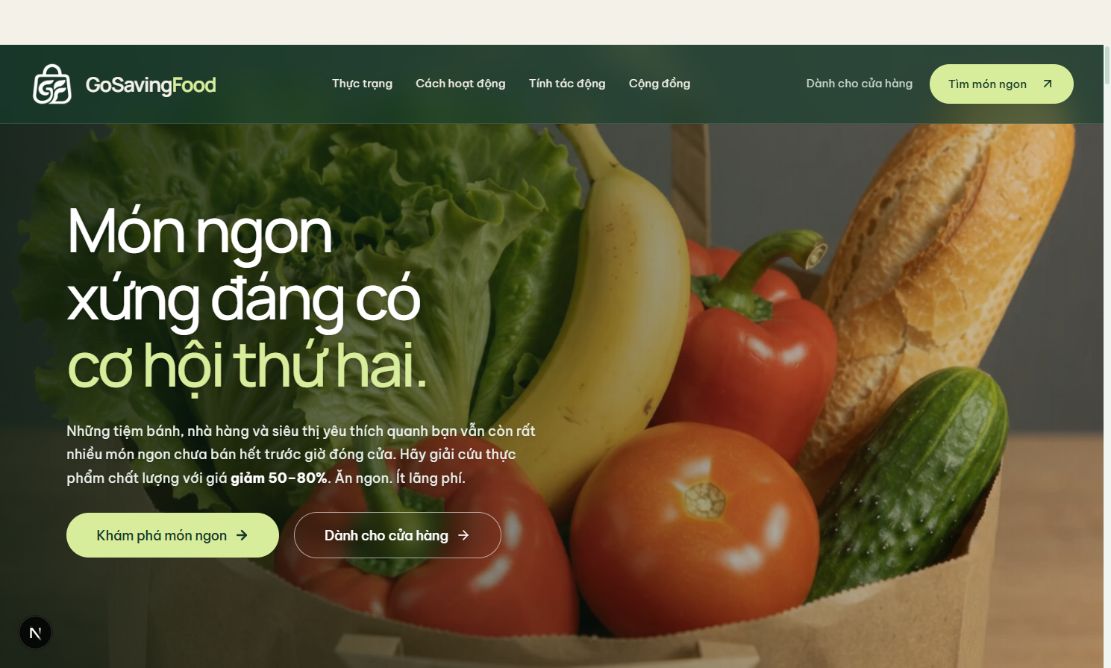 GoSavingFood
Thực trạng
Cách hoạt động
Tính tác động
Cộng đồng
Dành cho cửa hàng
Tìm món ngon
Món ngon
xứng đáng có
cơ hội thứ hai.
Những tiệm bánh, nhà hàng và siêu thị yêu thích quanh bạn vẫn còn rất
nhiều món ngon chưa bán hết trước giờ đóng cửa. Hãy giải cứu thực
phẩm chất lượng với giá giảm 50–80%. Ăn ngon. Ít lãng phí.
Khám phá món ngon
Dành cho cửa hàng
N